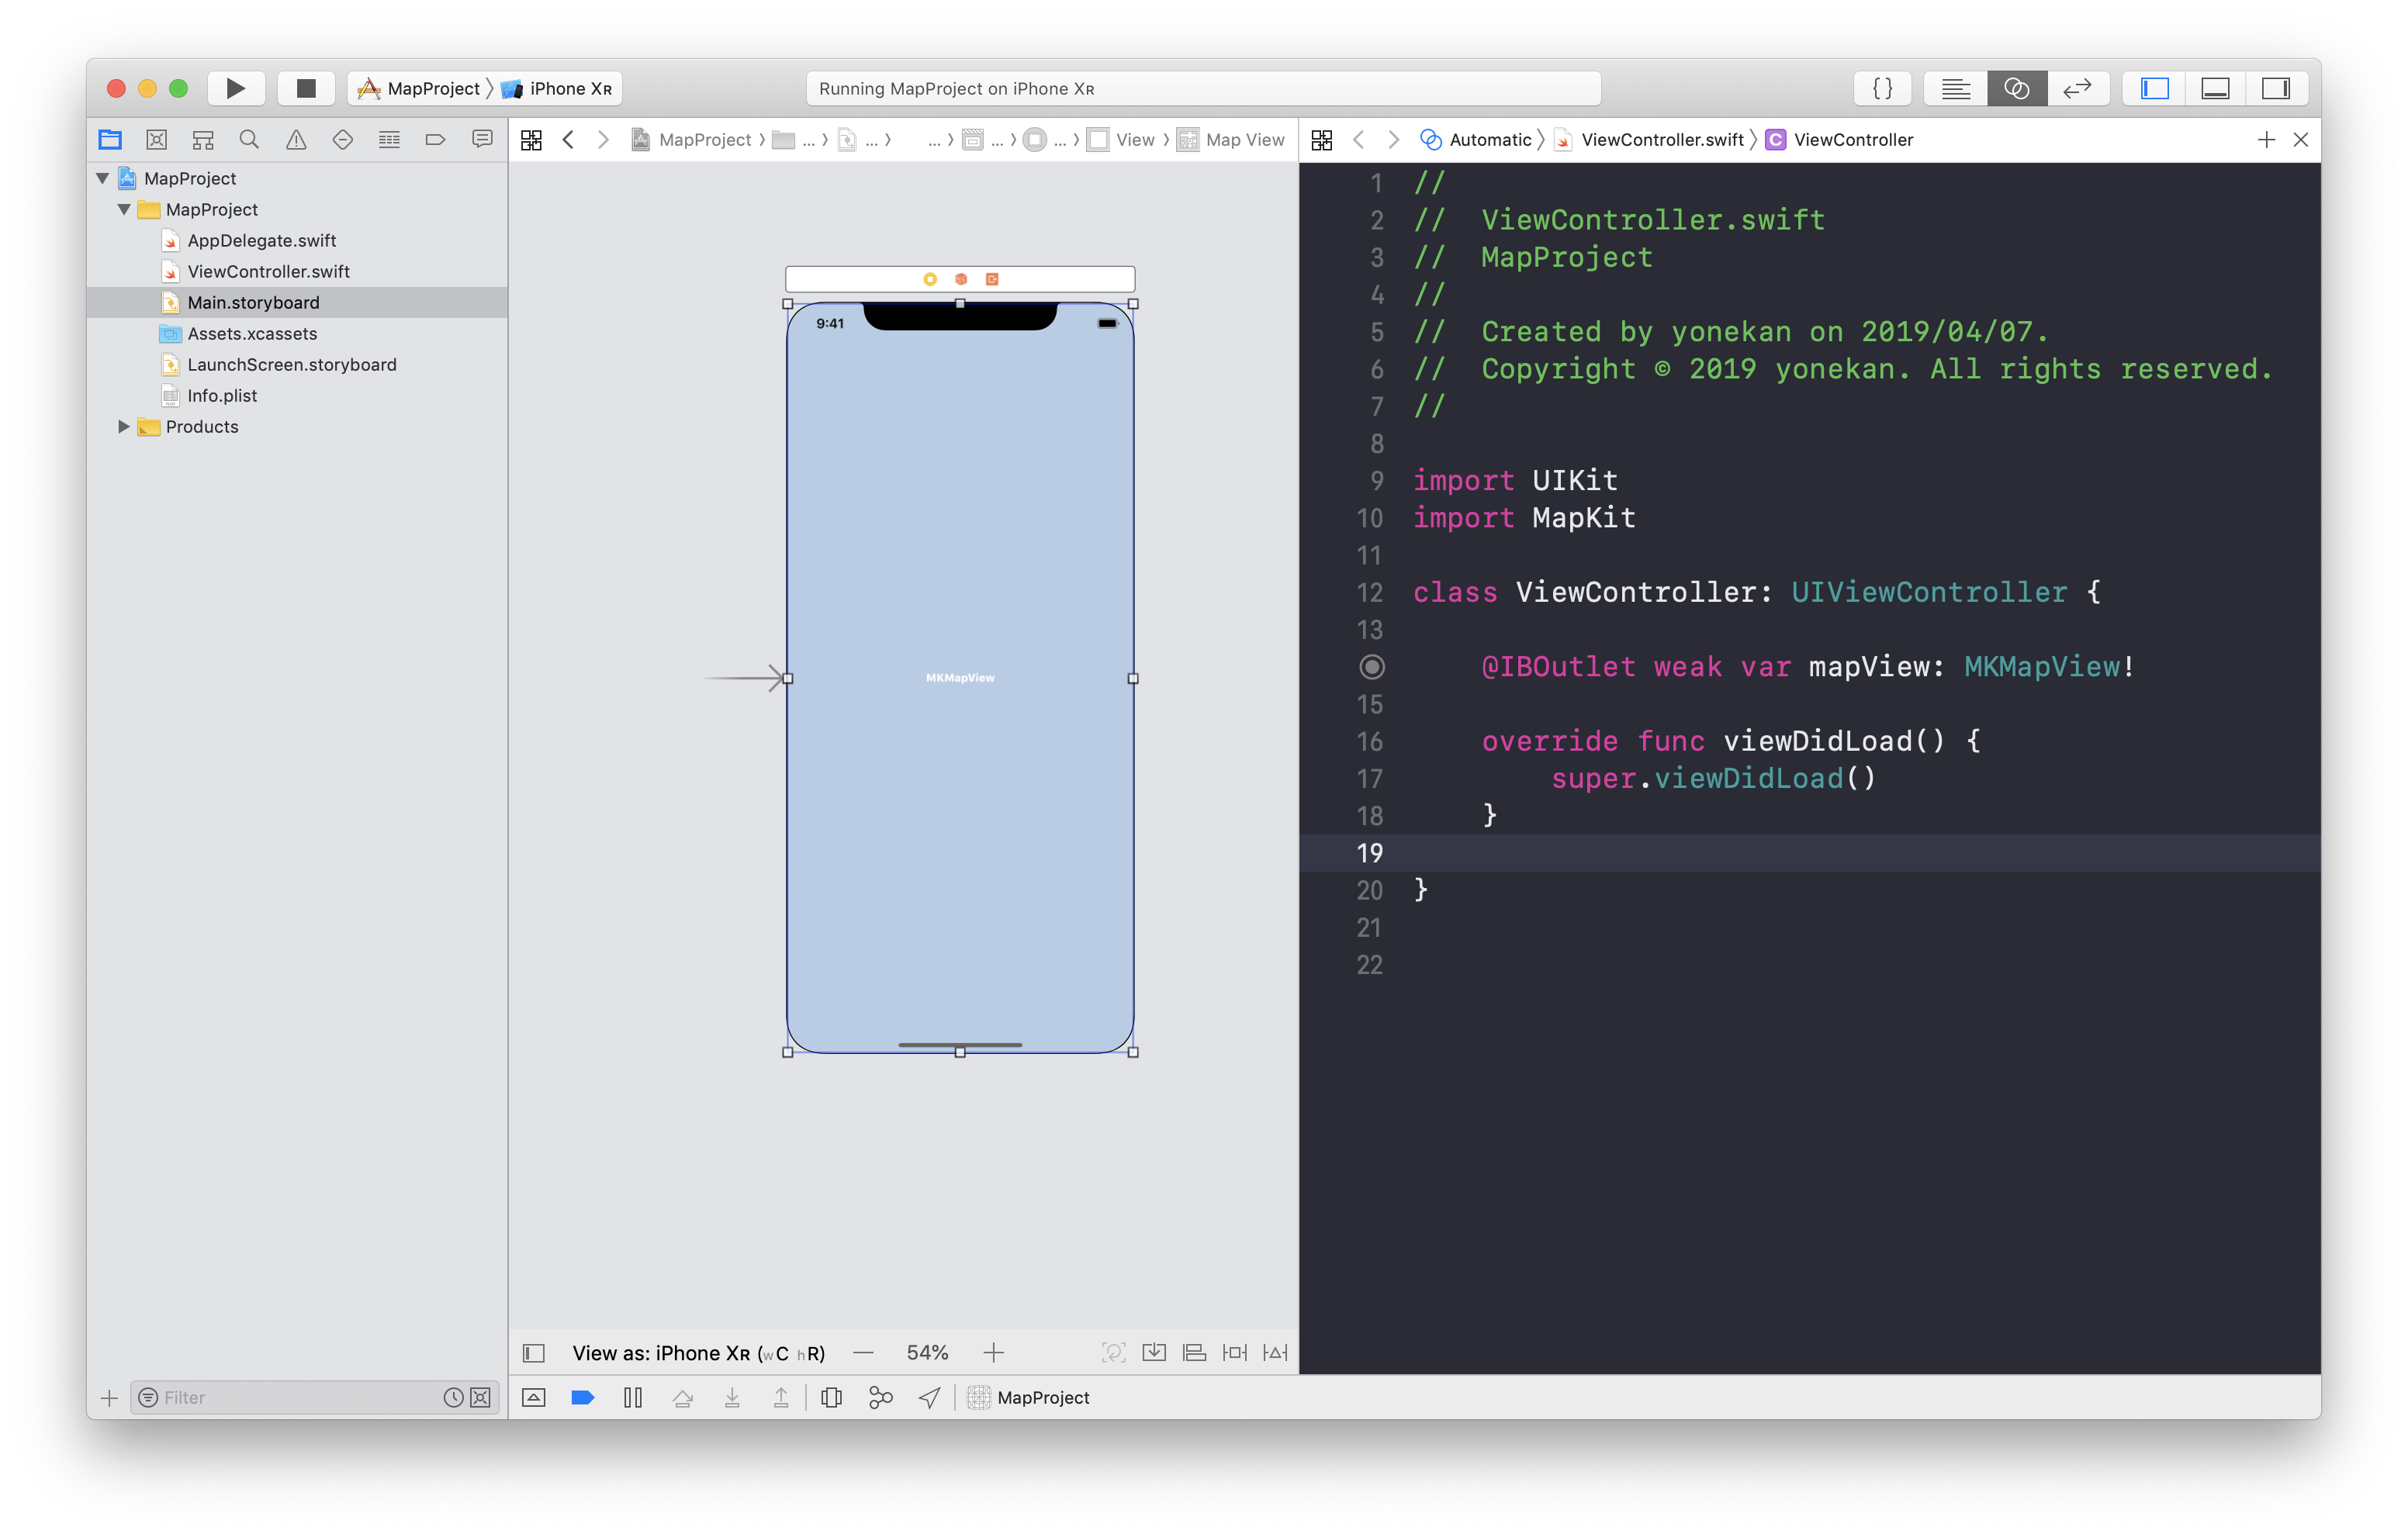 MapProject 〉 iPhone Xʀ
Running MapProject on iPhone Xʀ
{ }
MapProject
MapProject
AppDelegate.swift
ViewController.swift
Main.storyboard
Assets.xcassets
LaunchScreen.storyboard
Info.plist
Products
Filter
MapProject 〉 ... 〉 ... 〉 ... 〉 ... 〉 ... 〉 View 〉 Map View
9:41
MKMapView
View as: iPhone Xʀ (wC hR) — 54% +
MapProject
Automatic 〉 ViewController.swift 〉 C ViewController
1 //
2 //  ViewController.swift
3 //  MapProject
4 //
5 //  Created by yonekan on 2019/04/07.
6 //  Copyright © 2019 yonekan. All rights reserved.
7 //
8
9 import UIKit
10 import MapKit
11
12 class ViewController: UIViewController {
13
@IBOutlet weak var mapView: MKMapView!
15
16     override func viewDidLoad() {
17         super.viewDidLoad()
18     }
19
20 }
21
22